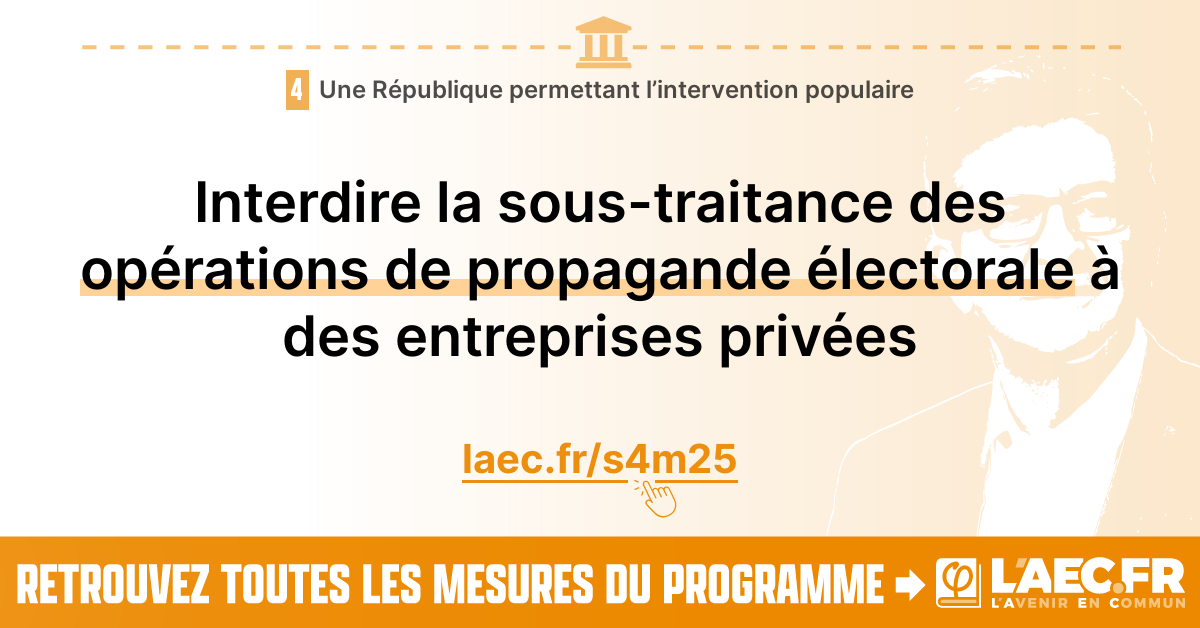 4 Une République permettant l’intervention populaire
Interdire la sous-traitance des
opérations de propagande électorale à
des entreprises privées
laec.fr/s4m25
RETROUVEZ TOUTES LES MESURES DU PROGRAMME
φ L'AEC.FR
L'AVENIR EN COMMUN